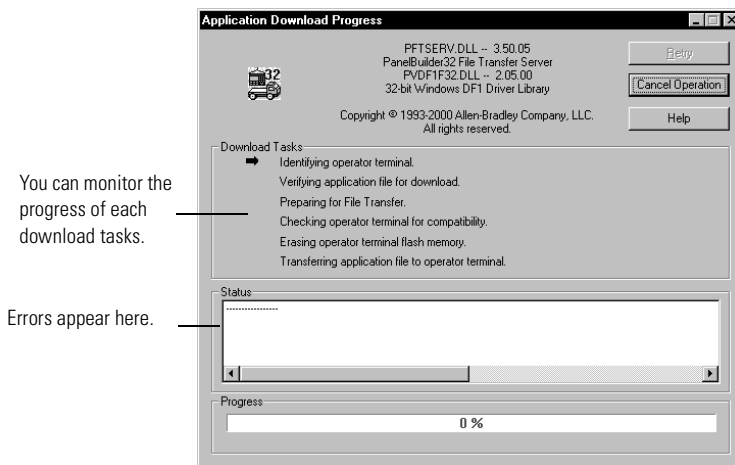 Application Download Progress
32
PFTSERV.DLL -- 3.50.05
PanelBuilder32 File Transfer Server
PVDF1F32.DLL -- 2.05.00
32-bit Windows DF1 Driver Library
Copyright © 1993-2000 Allen-Bradley Company, LLC.
All rights reserved.
Retry
Cancel Operation
Help
Download Tasks
Identifying operator terminal.
Verifying application file for download.
Preparing for File Transfer.
Checking operator terminal for compatibility.
Erasing operator terminal flash memory.
Transferring application file to operator terminal.
You can monitor the
progress of each
download tasks.
Status
----------------
Errors appear here.
Progress
0 %